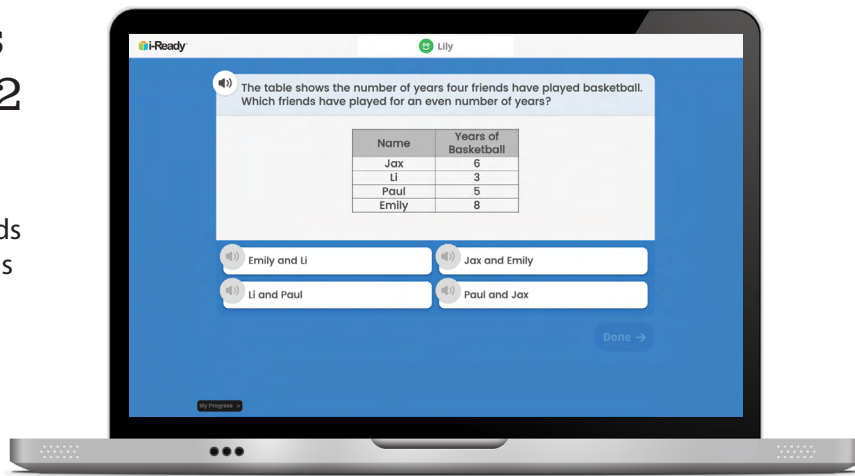 s
2
ds
s
i-Ready
Lily
The table shows the number of years four friends have played basketball.
Which friends have played for an even number of years?
Name
Years of
Basketball
Jax 6
Li 3
Paul 5
Emily 8
Emily and Li
Jax and Emily
Li and Paul
Paul and Jax
Done →
My Progress >